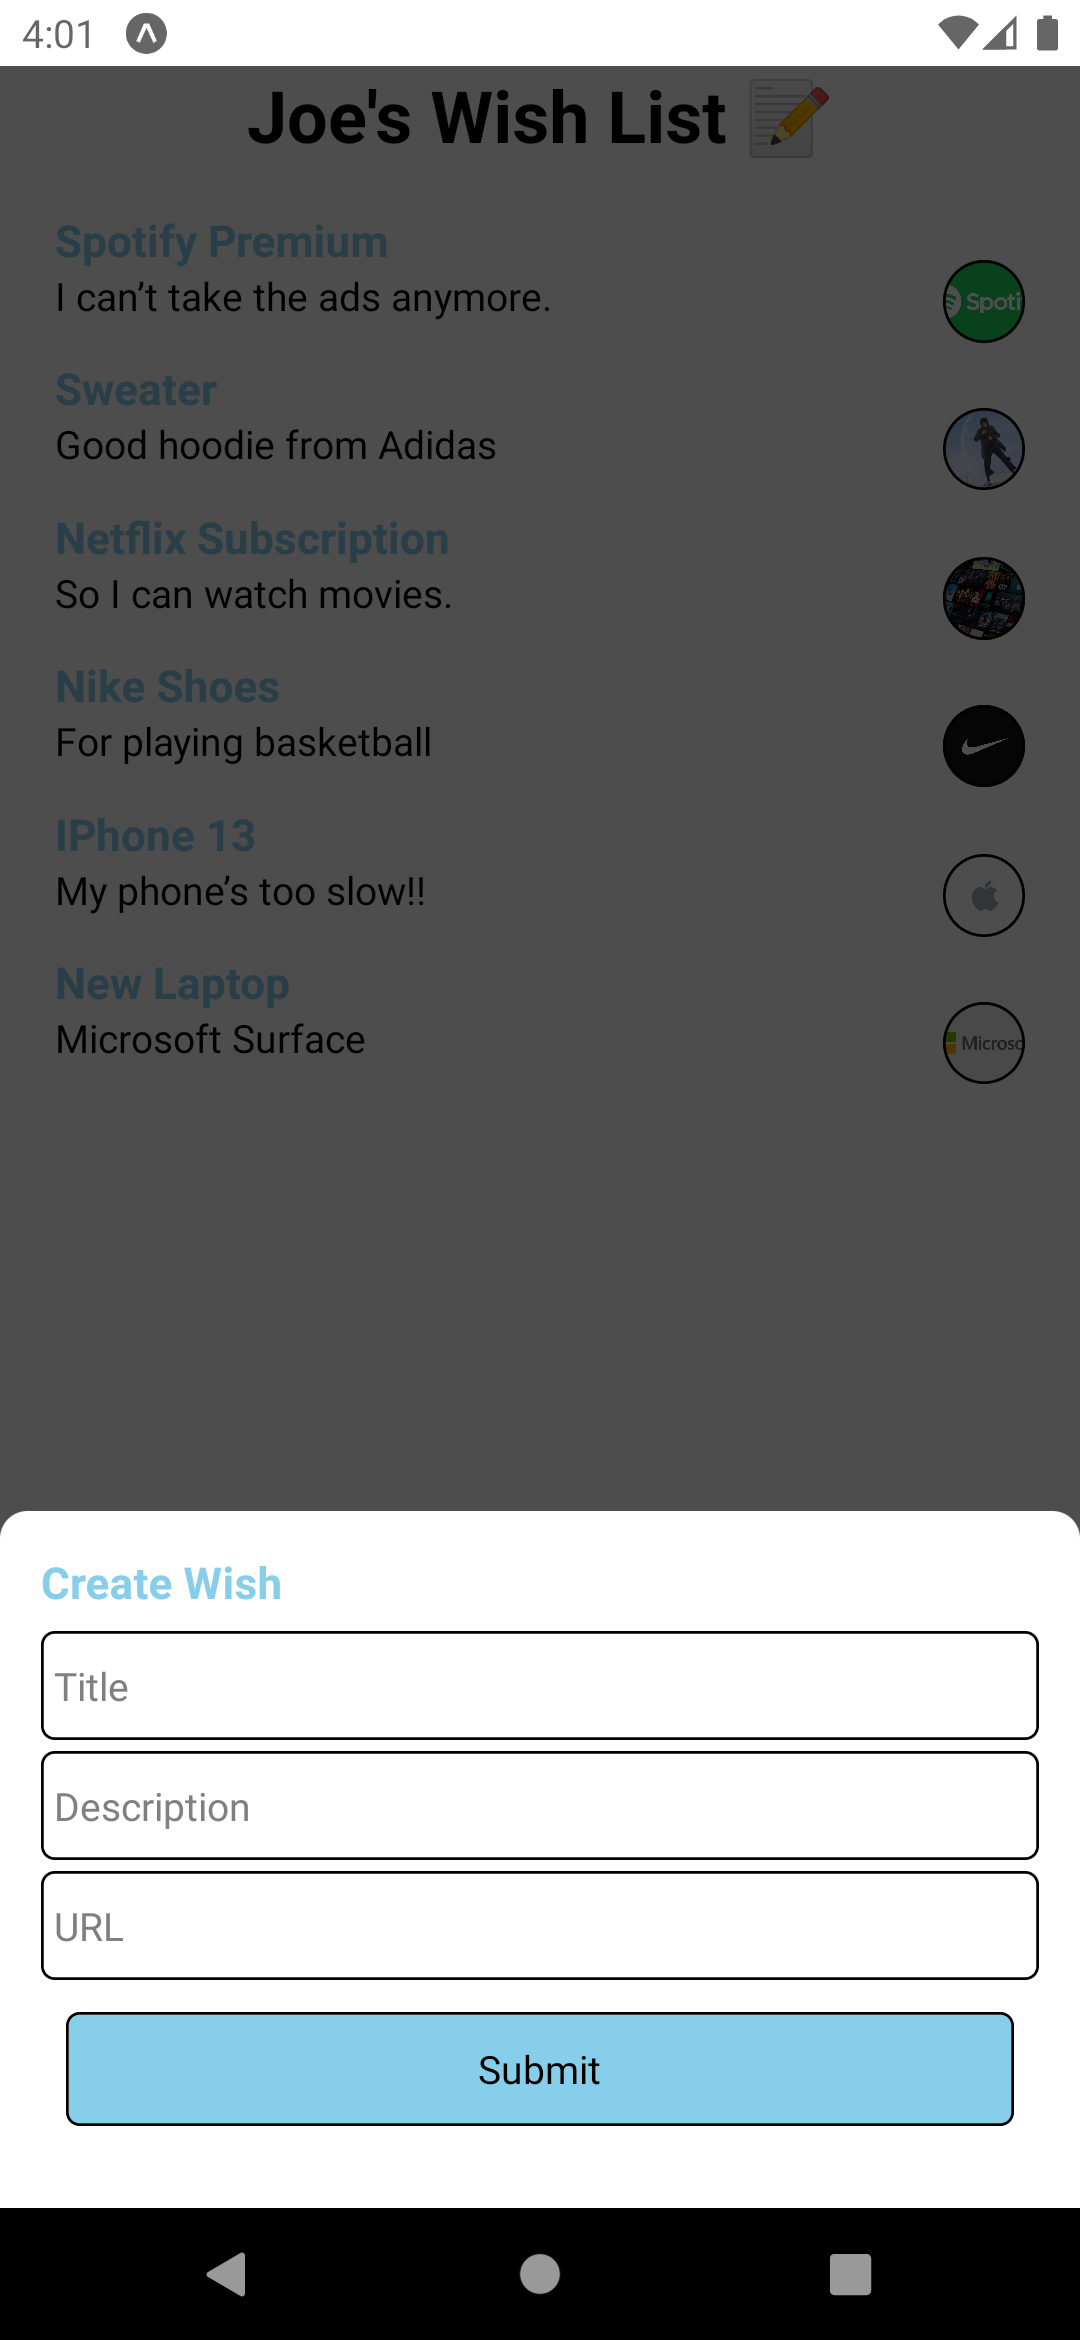 4:01
Joe's Wish List
Spotify Premium
I can’t take the ads anymore.
Spoti
Sweater
Good hoodie from Adidas
Netflix Subscription
So I can watch movies.
Nike Shoes
For playing basketball
IPhone 13
My phone’s too slow!!
New Laptop
Microsoft Surface
Microsc
Create Wish
Title
Description
URL
Submit